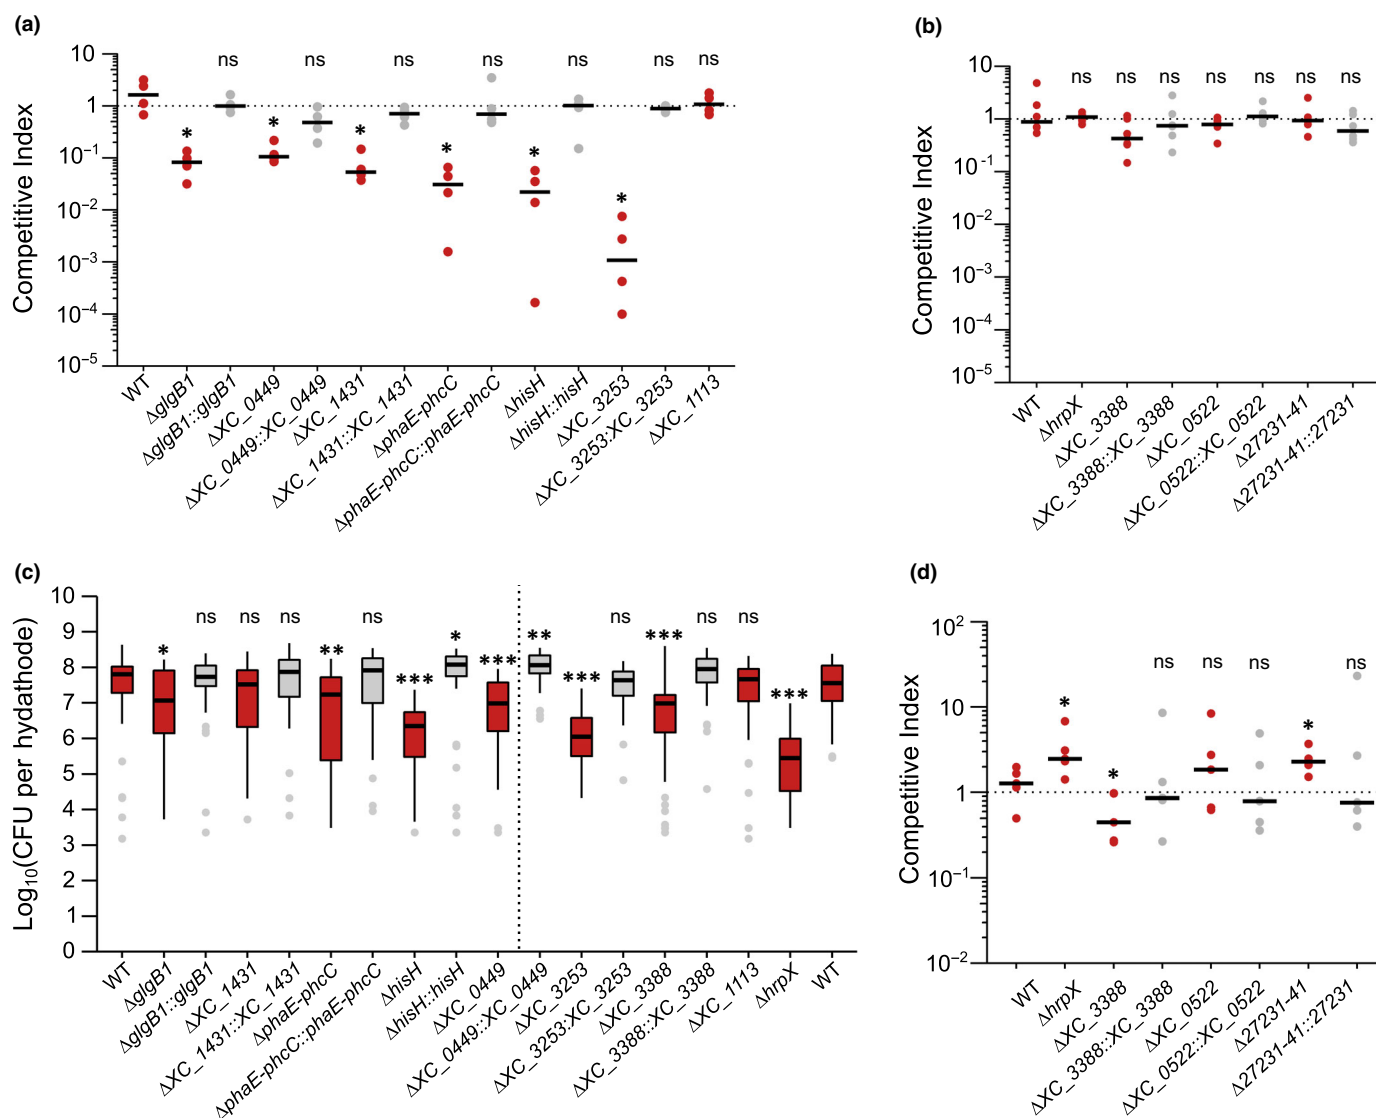 (a)
Competitive Index
10
1
10⁻¹
10⁻²
10⁻³
10⁻⁴
10⁻⁵
* ns * ns * ns * ns * ns * ns ns
WT
ΔglgB1
ΔglgB1::glgB1
ΔXC_0449
ΔXC_0449::XC_0449
ΔXC_1431
ΔXC_1431::XC_1431
ΔphaE-phcC
ΔphaE-phcC::phaE-phcC
ΔhisH
ΔhisH::hisH
ΔXC_3253
ΔXC_3253:XC_3253
ΔXC_1113
(b)
Competitive Index
10
1
10⁻¹
10⁻²
10⁻³
10⁻⁴
10⁻⁵
ns ns ns ns ns ns ns
WT
ΔhrpX
ΔXC_3388
ΔXC_3388::XC_3388
ΔXC_0522
ΔXC_0522::XC_0522
Δ27231-41
Δ27231-41::27231
(c)
Log₁₀(CFU per hydathode)
10
9
8
7
6
5
4
3
2
1
0
* ns ns ns ** ns *** * *** ** *** ns *** ns ns ***
WT
ΔglgB1
ΔglgB1::glgB1
ΔXC_1431
ΔXC_1431::XC_1431
ΔphaE-phcC
ΔphaE-phcC::phaE-phcC
ΔhisH
ΔhisH::hisH
ΔXC_0449
ΔXC_0449::XC_0449
ΔXC_3253
ΔXC_3253:XC_3253
ΔXC_3388
ΔXC_3388::XC_3388
ΔXC_1113
ΔhrpX
WT
(d)
Competitive Index
10²
10
1
10⁻¹
10⁻²
* * ns ns ns * ns
WT
ΔhrpX
ΔXC_3388
ΔXC_3388::XC_3388
ΔXC_0522
ΔXC_0522::XC_0522
Δ27231-41
Δ27231-41::27231